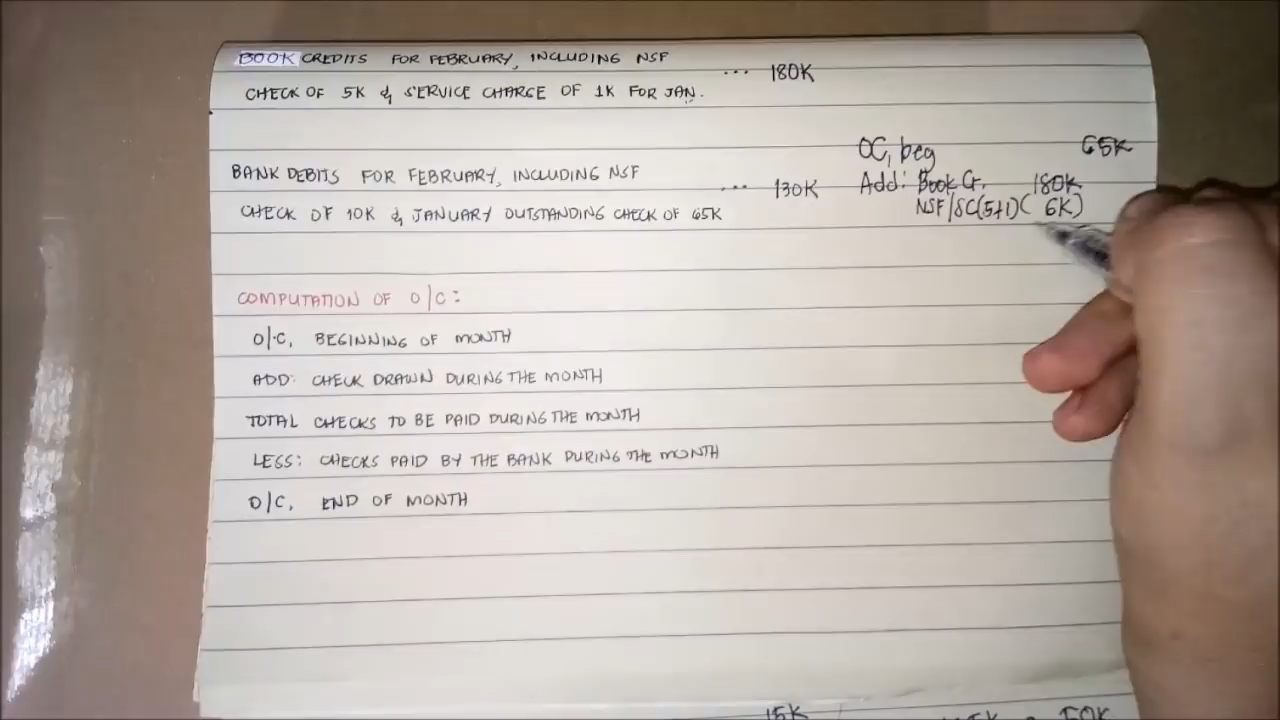 BOOK CREDITS FOR FEBRUARY, INCLUDING NSF
CHECK OF 5K & SERVICE CHARGE OF 1K FOR JAN. ... 180K
BANK DEBITS FOR FEBRUARY, INCLUDING NSF
CHECK OF 10K & JANUARY OUTSTANDING CHECK OF 65K ... 130K
OC, beg 65K
Add: Book Cr. 180K
NSF/SC(5+1) ( 6K)
COMPUTATION OF O/C:
O/C, BEGINNING OF MONTH
ADD: CHECK DRAWN DURING THE MONTH
TOTAL CHECKS TO BE PAID DURING THE MONTH
LESS: CHECKS PAID BY THE BANK DURING THE MONTH
O/C, END OF MONTH
15K
50K